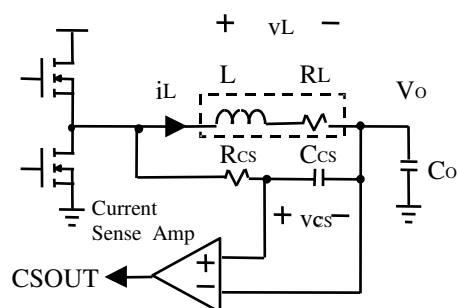 + vL −
iL
L RL
VO
RCS CCS
CO
Current
Sense Amp
+ vcs −
CSOUT
+
−